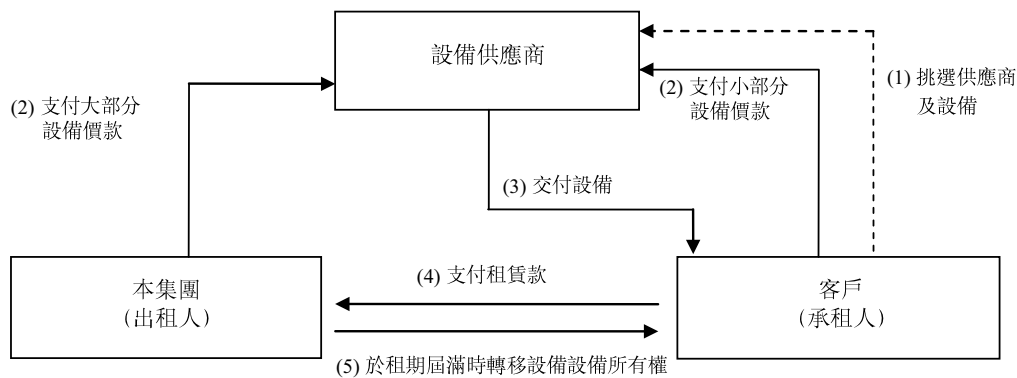 設備供應商
(1) 挑選供應商
及設備
(2) 支付大部分
設備價款
(2) 支付小部分
設備價款
(3) 交付設備
本集團
(出租人)
(4) 支付租賃款
客戶
(承租人)
(5) 於租期屆滿時轉移設備設備所有權